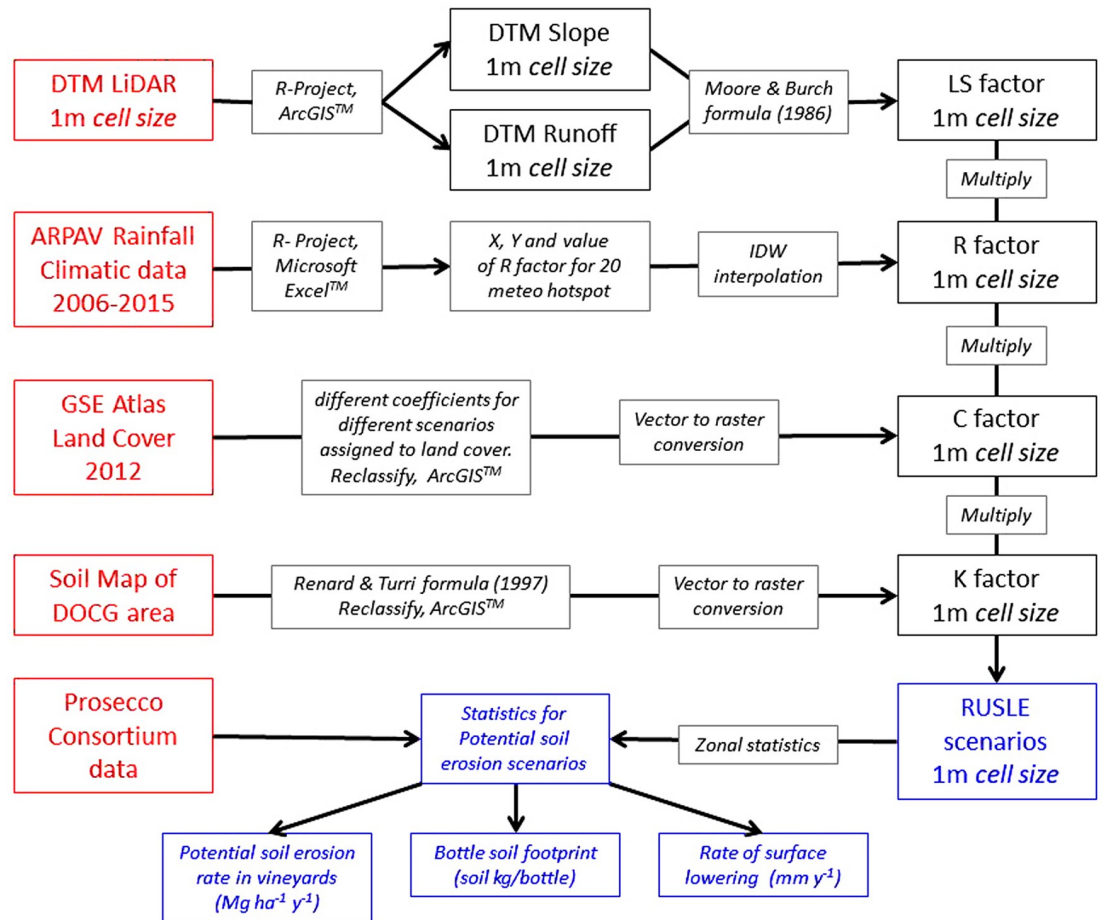 DTM LiDAR
1m cell size
R-Project,
ArcGIS™
DTM Slope
1m cell size
DTM Runoff
1m cell size
Moore & Burch
formula (1986)
LS factor
1m cell size
Multiply
ARPAV Rainfall
Climatic data
2006-2015
R- Project,
Microsoft
Excel™
X, Y and value
of R factor for 20
meteo hotspot
IDW
interpolation
R factor
1m cell size
Multiply
GSE Atlas
Land Cover
2012
different coefficients for
different scenarios
assigned to land cover.
Reclassify, ArcGIS™
Vector to raster
conversion
C factor
1m cell size
Multiply
Soil Map of
DOCG area
Renard & Turri formula (1997)
Reclassify, ArcGIS™
Vector to raster
conversion
K factor
1m cell size
Prosecco
Consortium
data
Statistics for
Potential soil
erosion scenarios
Zonal statistics
RUSLE
scenarios
1m cell size
Potential soil erosion
rate in vineyards
(Mg ha⁻¹ y⁻¹)
Bottle soil footprint
(soil kg/bottle)
Rate of surface
lowering (mm y⁻¹)